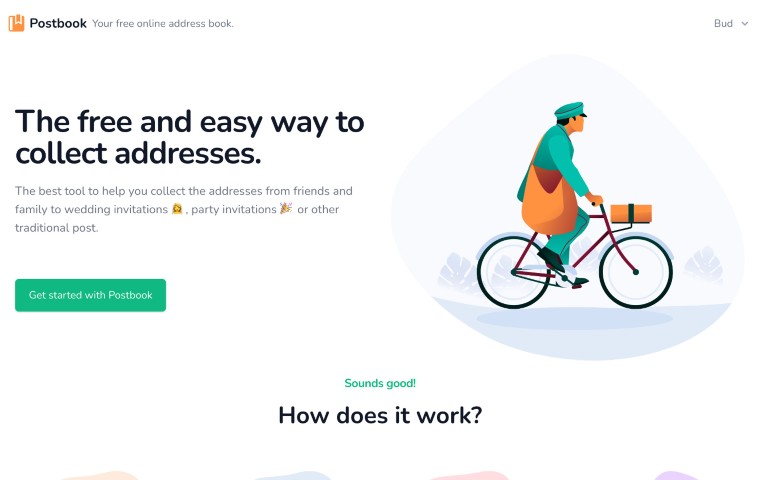 Postbook Your free online address book.
Bud
The free and easy way to
collect addresses.
The best tool to help you collect the addresses from friends and
family to wedding invitations 🙆, party invitations 🎉 or other
traditional post.
Get started with Postbook
Sounds good!
How does it work?